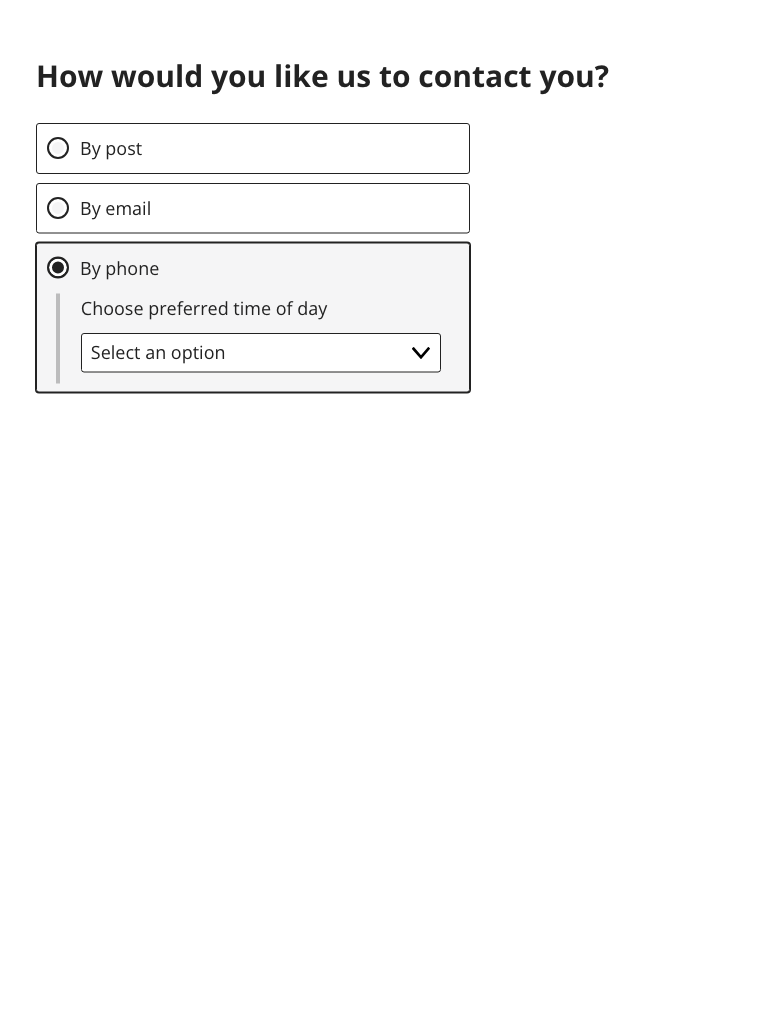 How would you like us to contact you?
By post
By email
By phone
Choose preferred time of day
Select an option